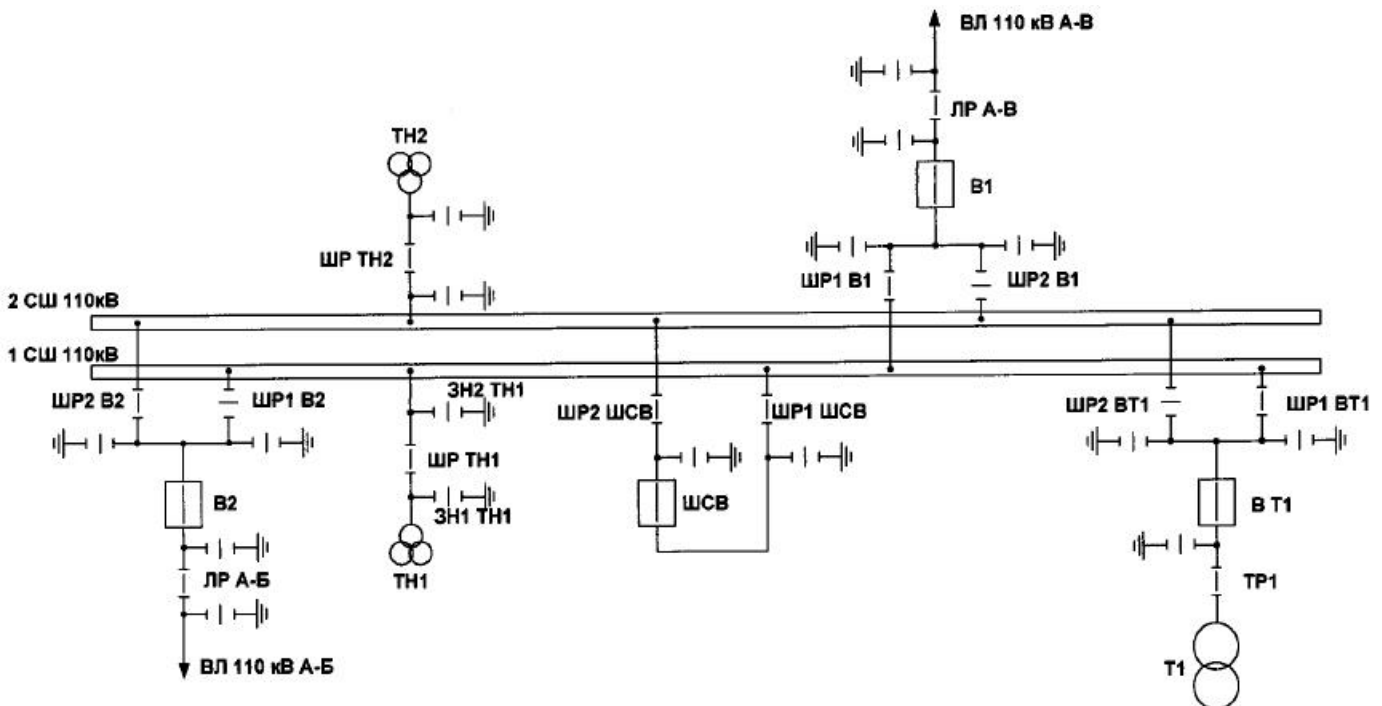 ВЛ 110 кВ А-В
ЛР А-В
ТН2
В1
ШР ТН2
ШР1 В1
ШР2 В1
2 СШ 110кВ
1 СШ 110кВ
ШР2 В2
ШР1 В2
ЗН2 ТН1
ШР2 ШСВ
ШР1 ШСВ
ШР2 ВТ1
ШР1 ВТ1
ШР ТН1
В2
ЗН1 ТН1
ШСВ
В Т1
ЛР А-Б
ТН1
ТР1
ВЛ 110 кВ А-Б
Т1